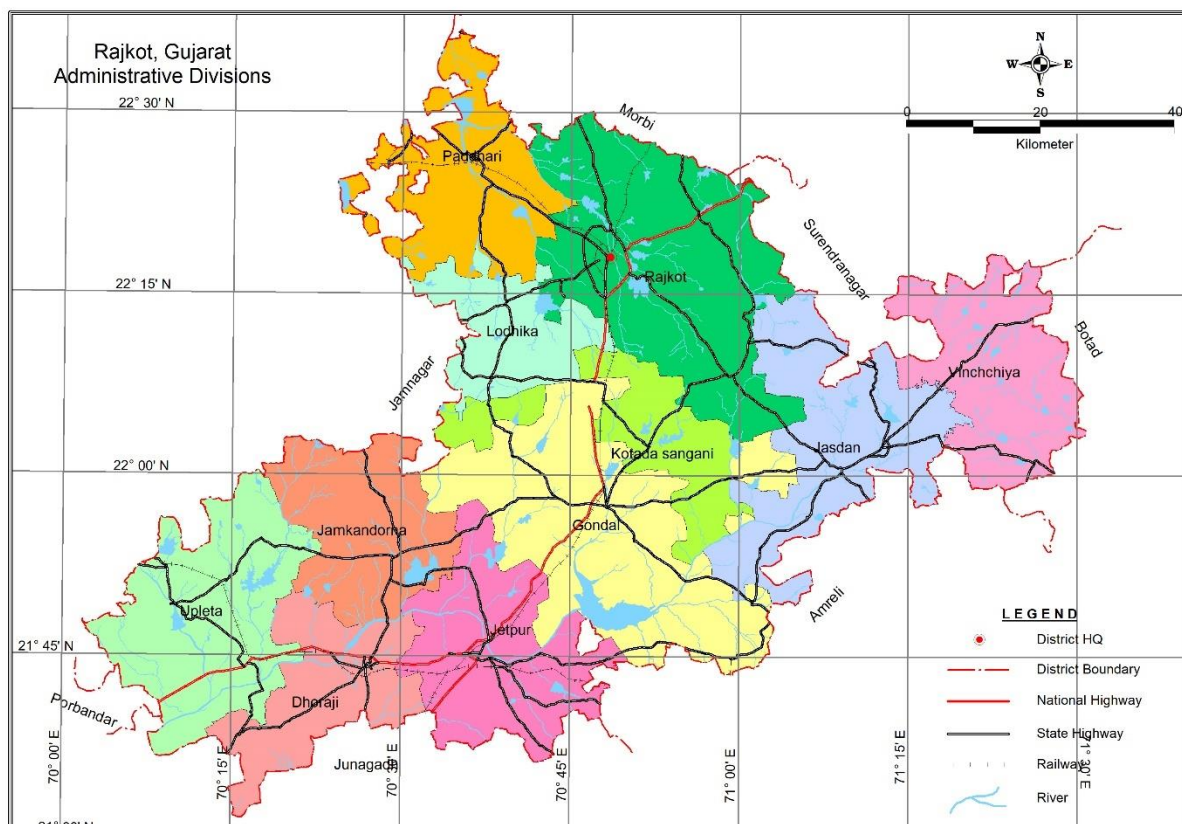 Rajkot, Gujarat
Administrative Divisions
N
W E
S
22° 30' N
0 20 40
Kilometer
Morbi
Paddhari
Surendranagar
22° 15' N
Rajkot
Lodhika
Botad
Vinchchiya
Jamnagar
Jasdan
Kotada sangani
22° 00' N
Gondal
Jamkandorna
Amreli
Upleta
Jetpur
21° 45' N
Dhoraji
Porbandar
Junagadh
LEGEND
District HQ
District Boundary
National Highway
State Highway
Railway
River
70° 00' E
70° 15' E
70° 45' E
71° 00' E
71° 15' E
71° 30' E